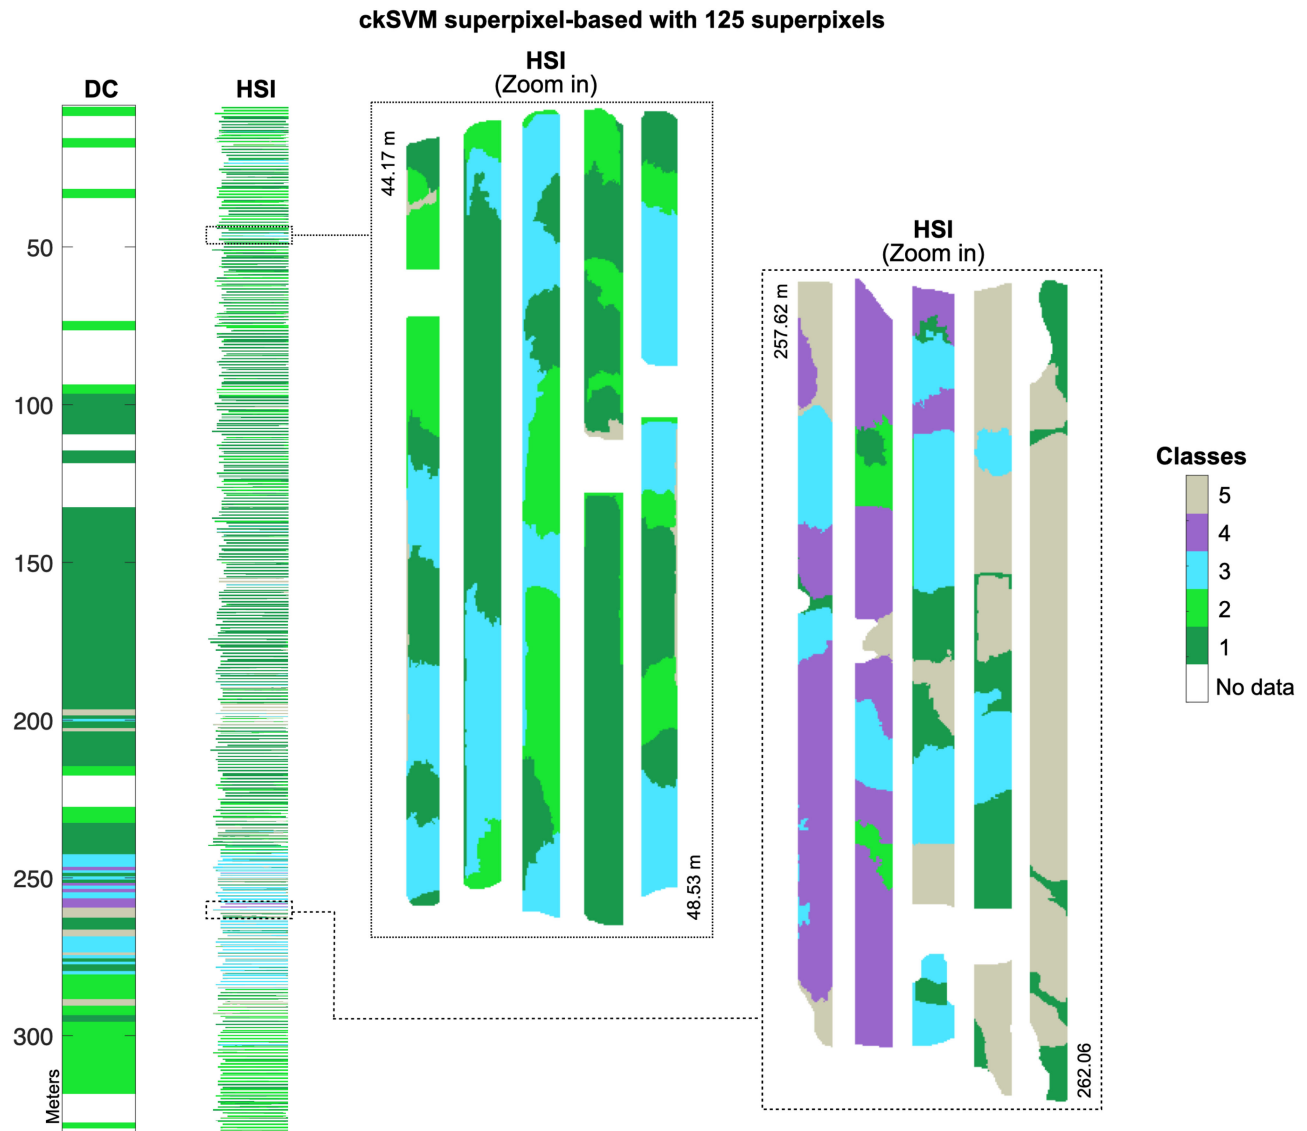 ckSVM superpixel-based with 125 superpixels
DC
HSI
HSI
(Zoom in)
44.17 m
48.53 m
HSI
(Zoom in)
257.62 m
262.06
50
100
150
200
250
300
Meters
Classes
5
4
3
2
1
No data